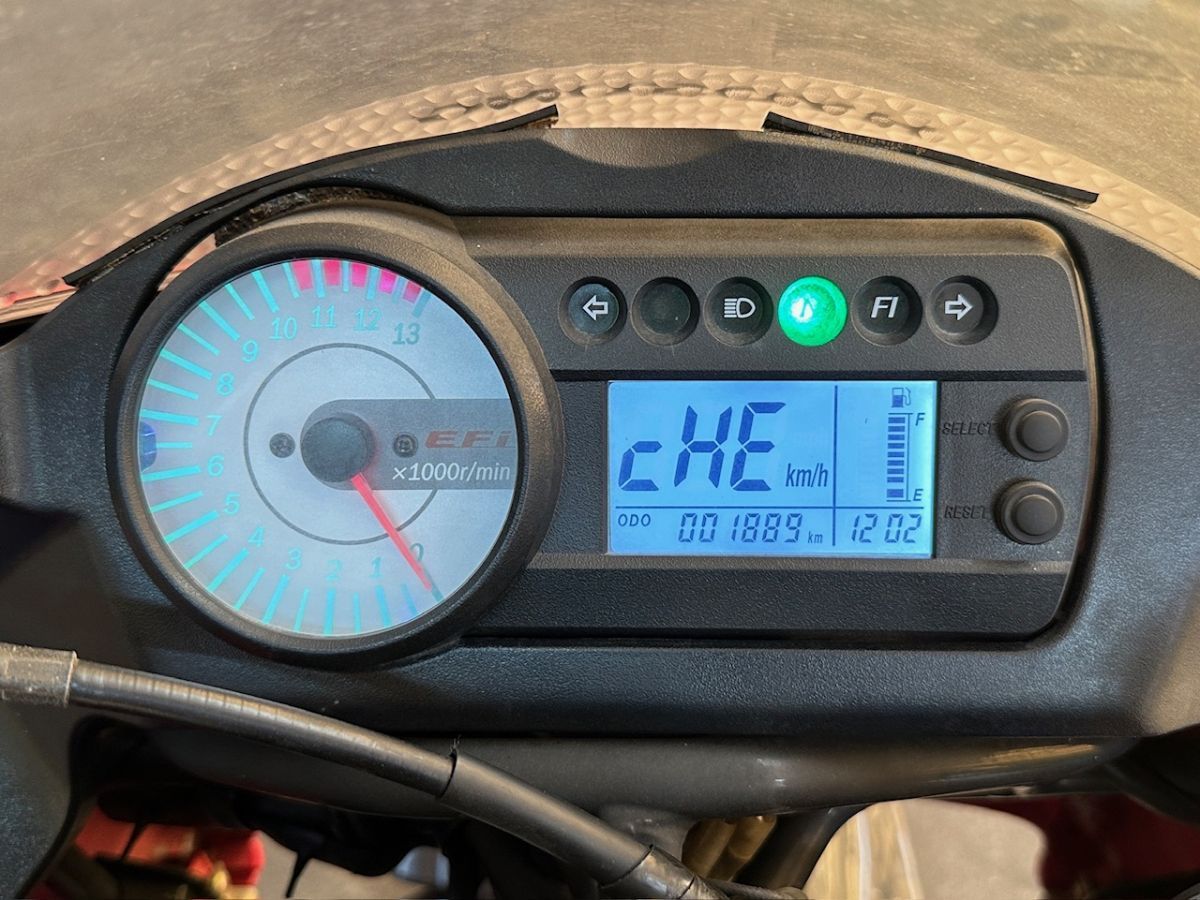 FI
13
12
11
10
9
8
7
6
5
4
3
2
1
0
EFi
×1000r/min
cHE
km/h
F
E
SELECT
RESET
ODO
001889 km
12 02